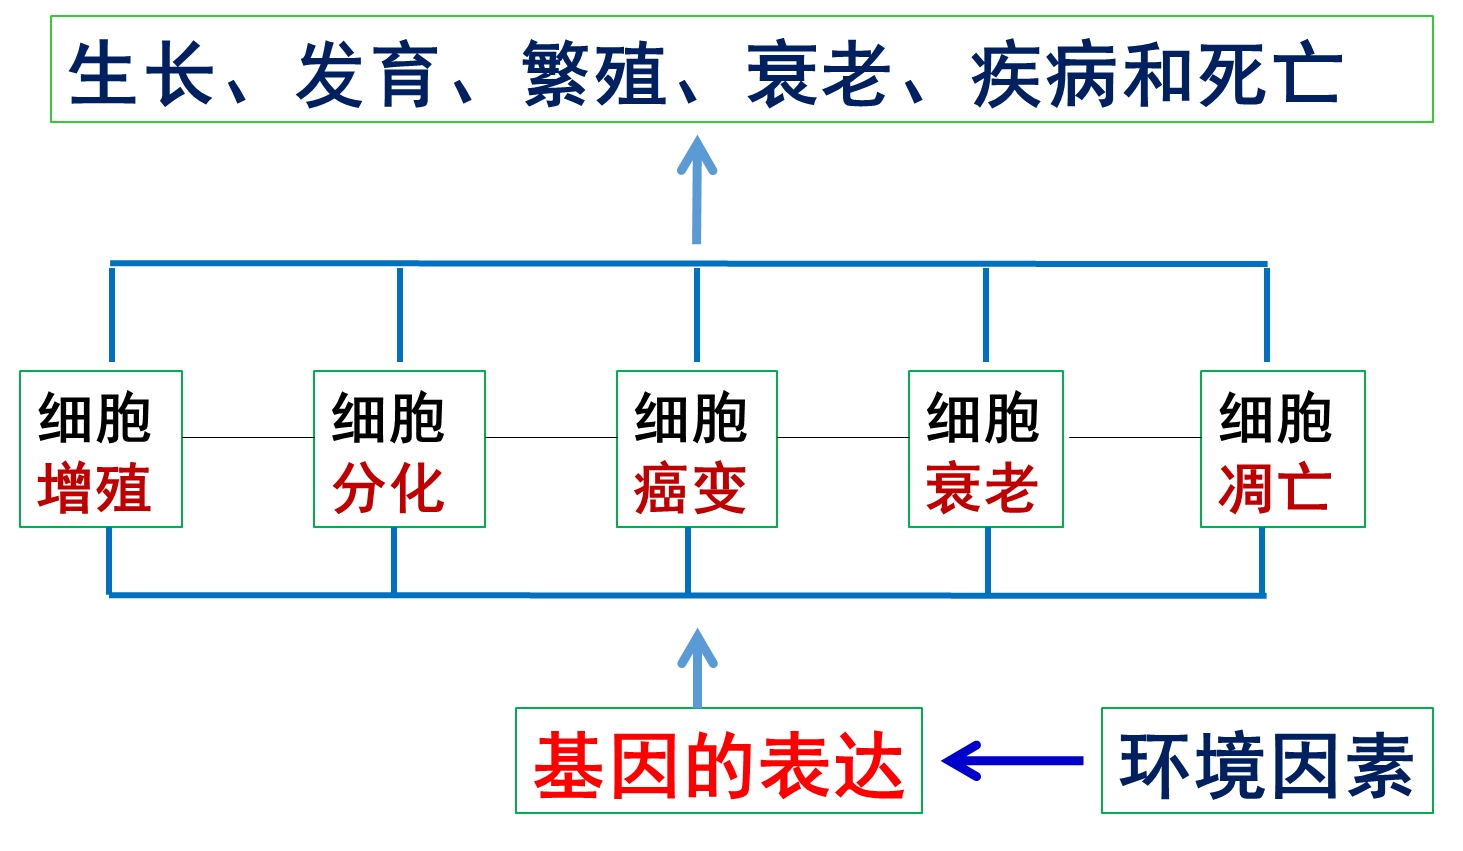 生长、发育、繁殖、衰老、疾病和死亡
细胞
增殖
细胞
分化
细胞
癌变
细胞
衰老
细胞
凋亡
基因的表达
环境因素